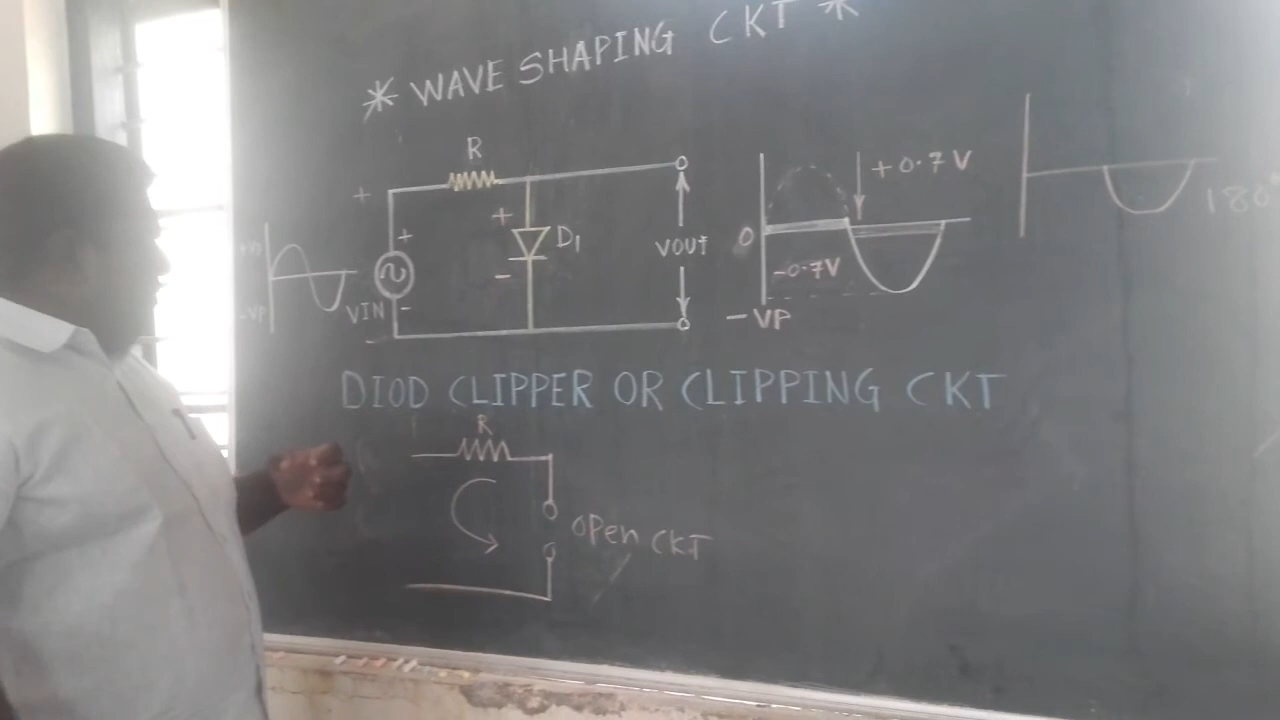 * WAVE SHAPING CKT *
R
+
+
+
D1
-
-
VIN
VOUT
+VP
-VP
+0.7V
0
-0.7V
-VP
180°
DIOD CLIPPER OR CLIPPING CKT
R
OPen CKT